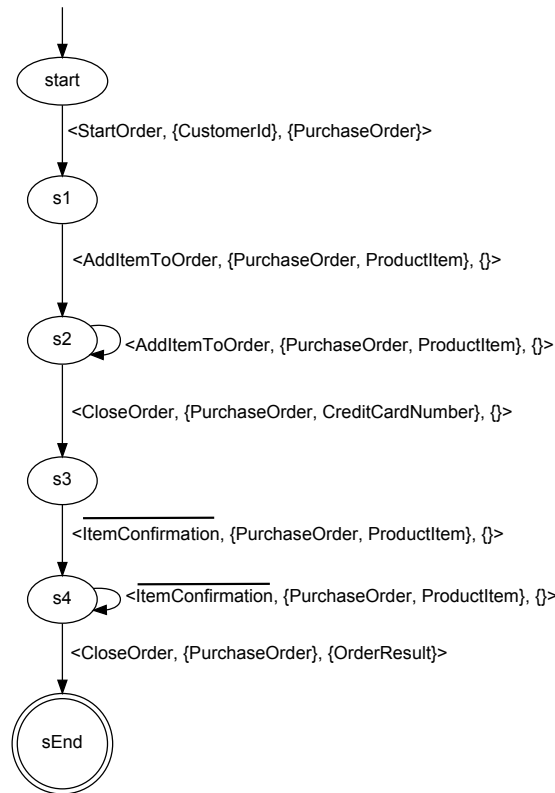 start
<StartOrder, {CustomerId}, {PurchaseOrder}>
s1
<AddItemToOrder, {PurchaseOrder, ProductItem}, {}>
s2
<AddItemToOrder, {PurchaseOrder, ProductItem}, {}>
<CloseOrder, {PurchaseOrder, CreditCardNumber}, {}>
s3
<ItemConfirmation, {PurchaseOrder, ProductItem}, {}>
s4
<ItemConfirmation, {PurchaseOrder, ProductItem}, {}>
<CloseOrder, {PurchaseOrder}, {OrderResult}>
sEnd